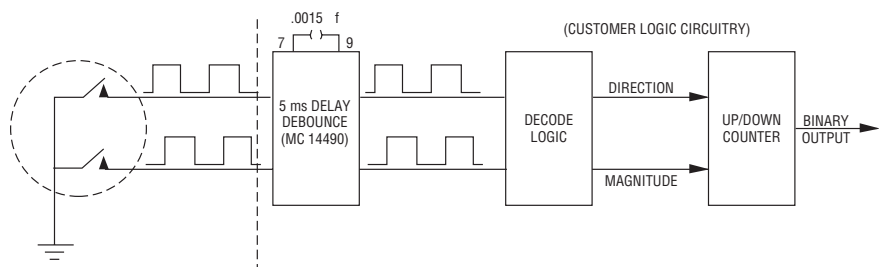 .0015 f
7 9
(CUSTOMER LOGIC CIRCUITRY)
5 ms DELAY
DEBOUNCE
(MC 14490)
DECODE
LOGIC
DIRECTION
MAGNITUDE
UP/DOWN
COUNTER
BINARY
OUTPUT